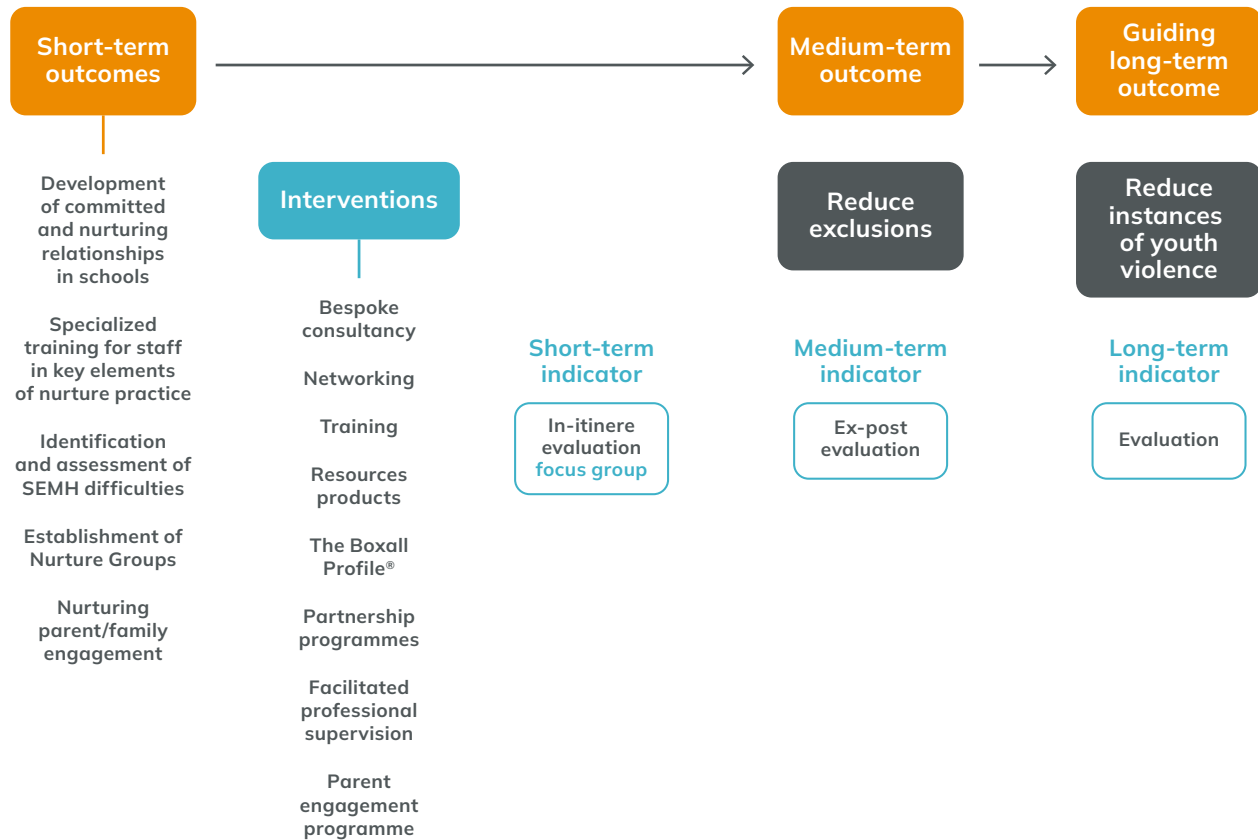 Short-term
outcomes
Medium-term
outcome
Guiding
long-term
outcome
Development
of committed
and nurturing
relationships
in schools
Specialized
training for staff
in key elements
of nurture practice
Identification
and assessment of
SEMH difficulties
Establishment of
Nurture Groups
Nurturing
parent/family
engagement
Interventions
Bespoke
consultancy
Networking
Training
Resources
products
The Boxall
Profile®
Partnership
programmes
Facilitated
professional
supervision
Parent
engagement
programme
Short-term
indicator
In-itinere
evaluation
focus group
Reduce
exclusions
Medium-term
indicator
Ex-post
evaluation
Reduce
instances
of youth
violence
Long-term
indicator
Evaluation